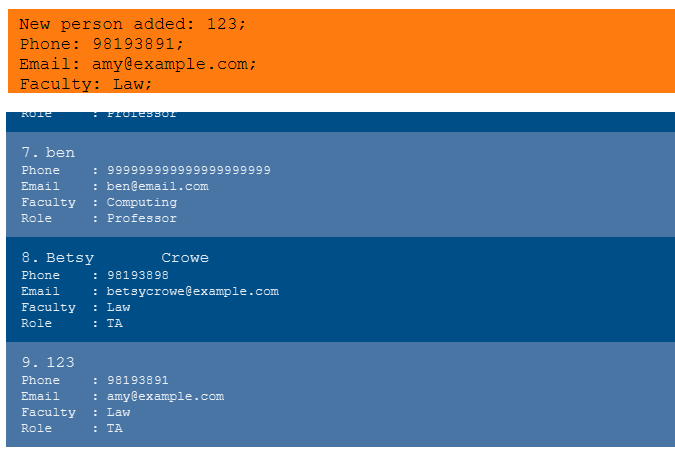 New person added: 123;
Phone: 98193891;
Email: amy@example.com;
Faculty: Law;
Role : Professor
7. ben
Phone : 999999999999999999999
Email : ben@email.com
Faculty : Computing
Role : Professor
8. Betsy Crowe
Phone : 98193898
Email : betsycrowe@example.com
Faculty : Law
Role : TA
9. 123
Phone : 98193891
Email : amy@example.com
Faculty : Law
Role : TA